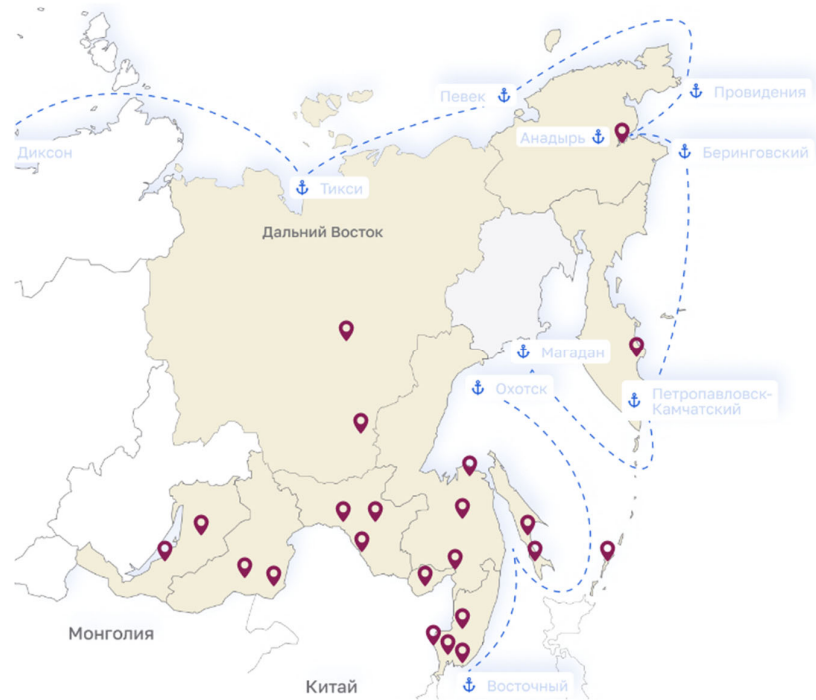 Провидения
Певек
Анадырь
Диксон
Беринговский
Тикси
Дальний Восток
Магадан
Охотск
Петропавловск-
Камчатский
Монголия
Китай
Восточный